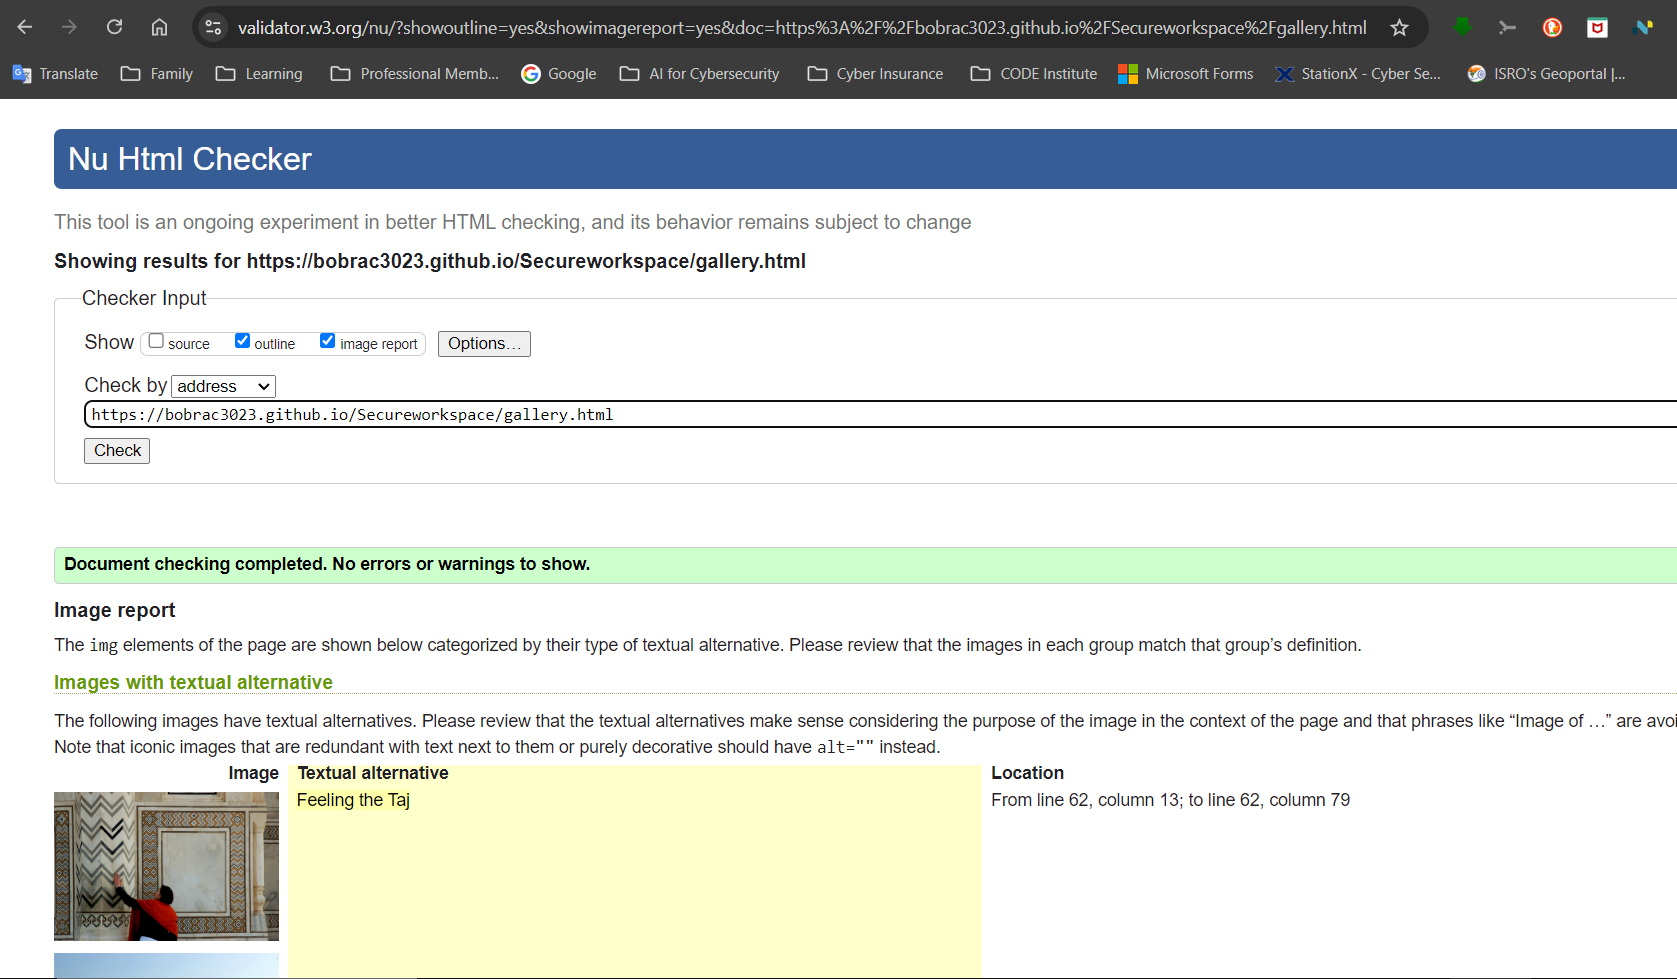 validator.w3.org/nu/?showoutline=yes&showimagereport=yes&doc=https%3A%2F%2Fbobrac3023.github.io%2FSecureworkspace%2Fgallery.html
Translate Family Learning Professional Memb... Google AI for Cybersecurity Cyber Insurance CODE Institute Microsoft Forms StationX - Cyber Se... ISRO's Geoportal |...
Nu Html Checker
This tool is an ongoing experiment in better HTML checking, and its behavior remains subject to change
Showing results for https://bobrac3023.github.io/Secureworkspace/gallery.html
Checker Input
Show source outline image report Options...
Check by address
https://bobrac3023.github.io/Secureworkspace/gallery.html
Check
Document checking completed. No errors or warnings to show.
Image report
The img elements of the page are shown below categorized by their type of textual alternative. Please review that the images in each group match that group’s definition.
Images with textual alternative
The following images have textual alternatives. Please review that the textual alternatives make sense considering the purpose of the image in the context of the page and that phrases like “Image of …” are avoi
Note that iconic images that are redundant with text next to them or purely decorative should have alt="" instead.
Image Textual alternative Location
Feeling the Taj From line 62, column 13; to line 62, column 79